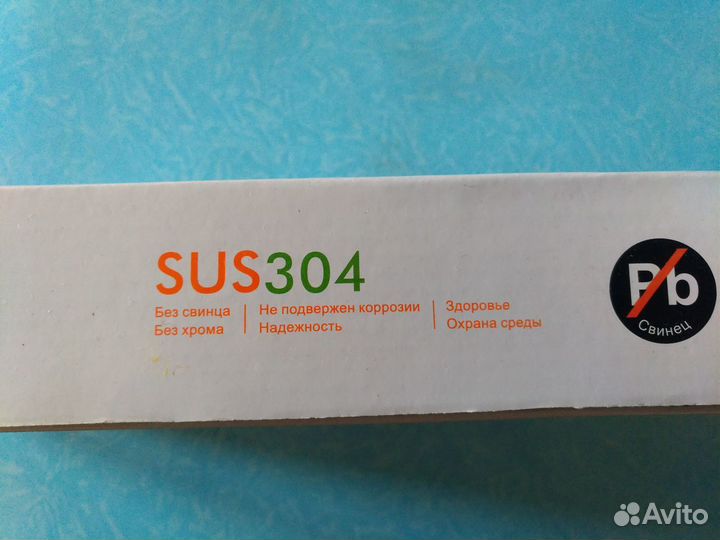 SUS304
Без свинца
Без хрома
Не подвержен коррозии
Надежность
Здоровье
Охрана среды
Pb
Свинец
Avito